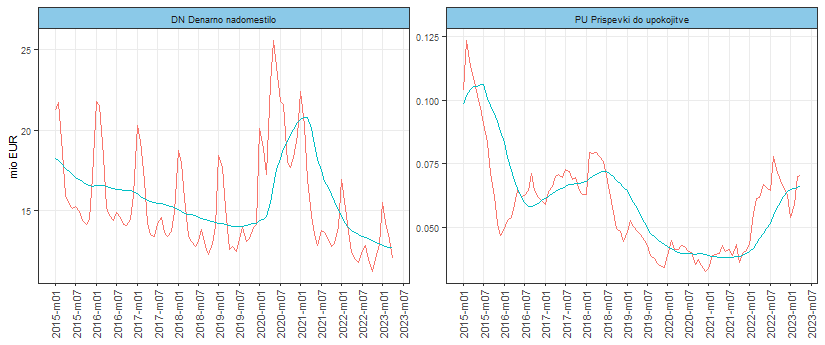 DN Denarno nadomestilo
PU Prispevki do upokojitve
mio EUR
25
20
15
0.125
0.100
0.075
0.050
2015-m01
2015-m07
2016-m01
2016-m07
2017-m01
2017-m07
2018-m01
2018-m07
2019-m01
2019-m07
2020-m01
2020-m07
2021-m01
2021-m07
2022-m01
2022-m07
2023-m01
2023-m07
2015-m01
2015-m07
2016-m01
2016-m07
2017-m01
2017-m07
2018-m01
2018-m07
2019-m01
2019-m07
2020-m01
2020-m07
2021-m01
2021-m07
2022-m01
2022-m07
2023-m01
2023-m07